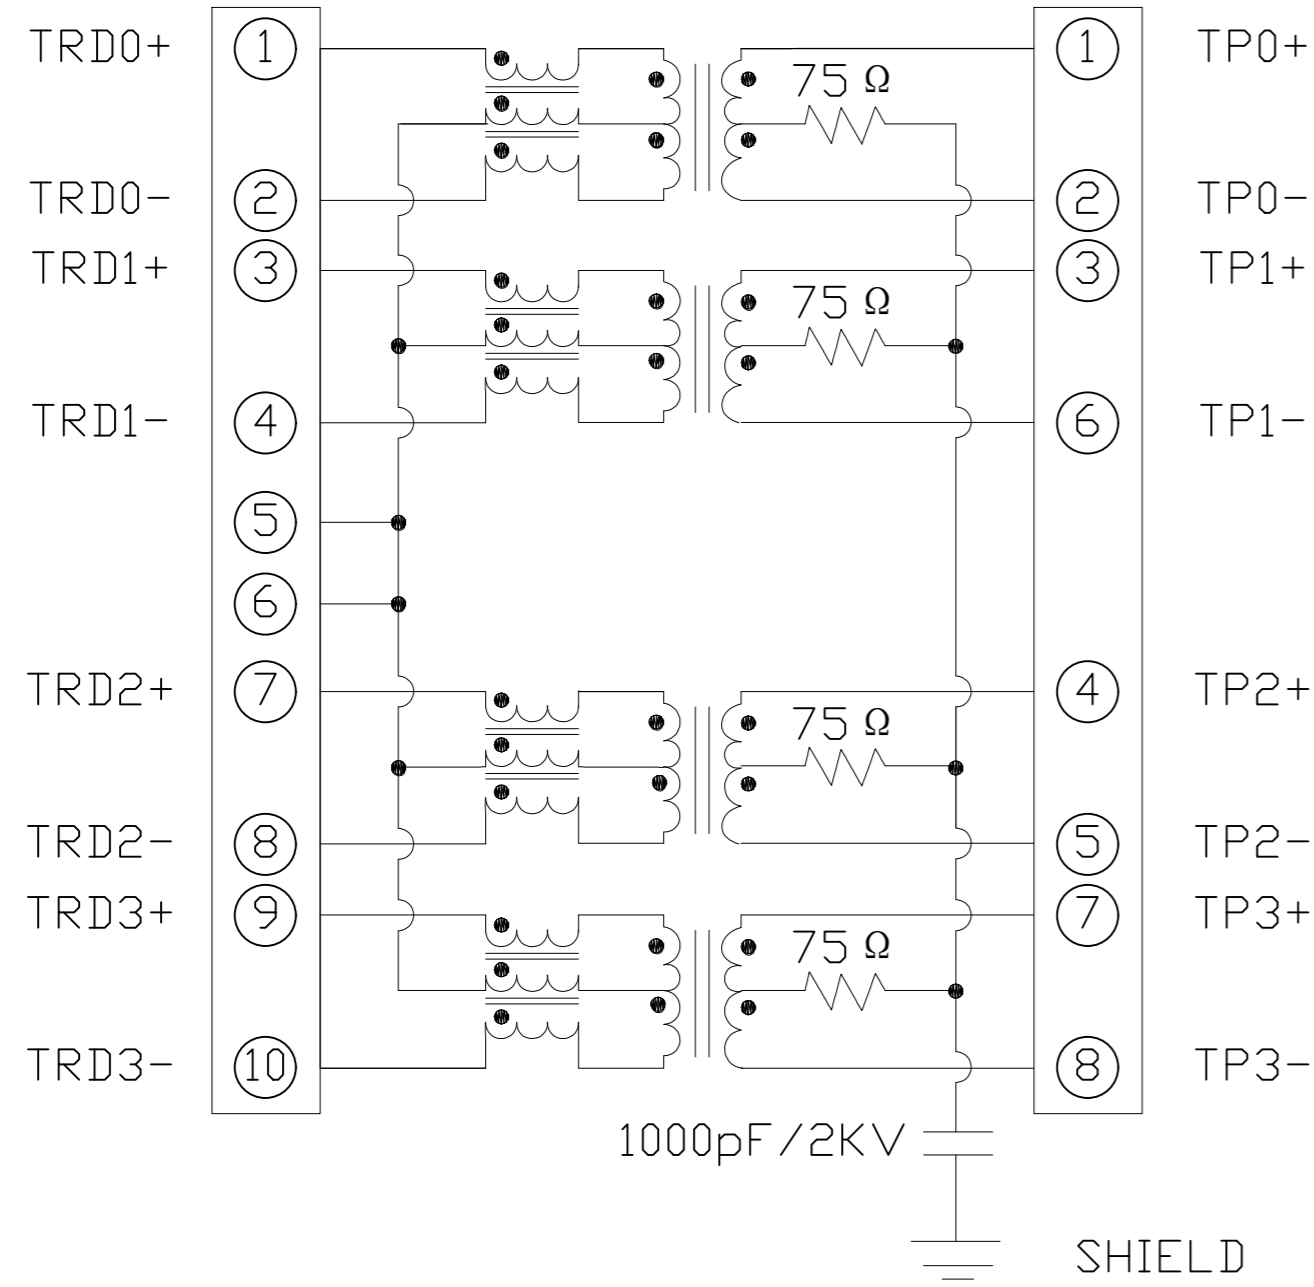 TRD0+ 1 1 TP0+
75 Ω
TRD0- 2 2 TP0-
TRD1+ 3 3 TP1+
75 Ω
TRD1- 4 6 TP1-
5
6
TRD2+ 7 4 TP2+
75 Ω
TRD2- 8 5 TP2-
TRD3+ 9 7 TP3+
75 Ω
TRD3- 10 8 TP3-
1000pF/2KV
SHIELD